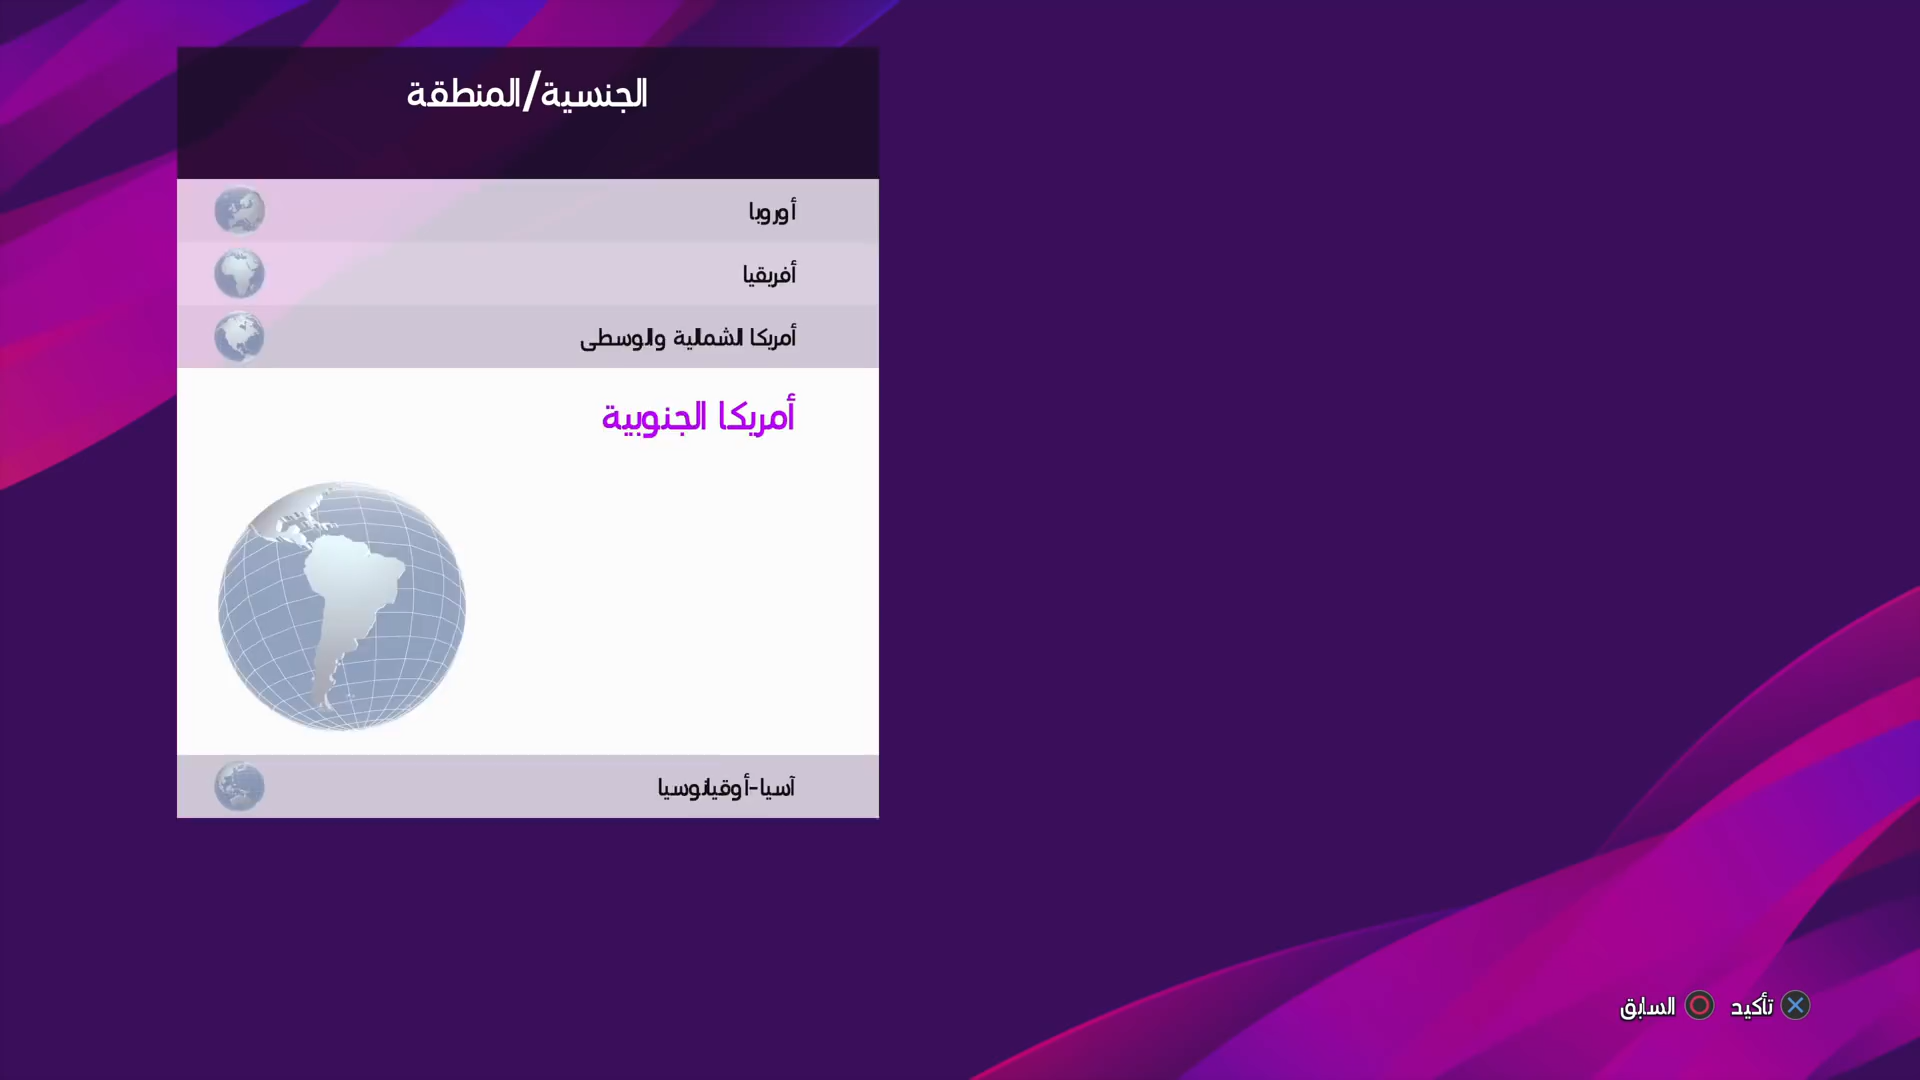 الجنسية/المنطقة
أوروبا
أفريقيا
أمريكا الشمالية والوسطى
أمريكا الجنوبية
آسيا-أوقيانوسيا
تأكيد السابق